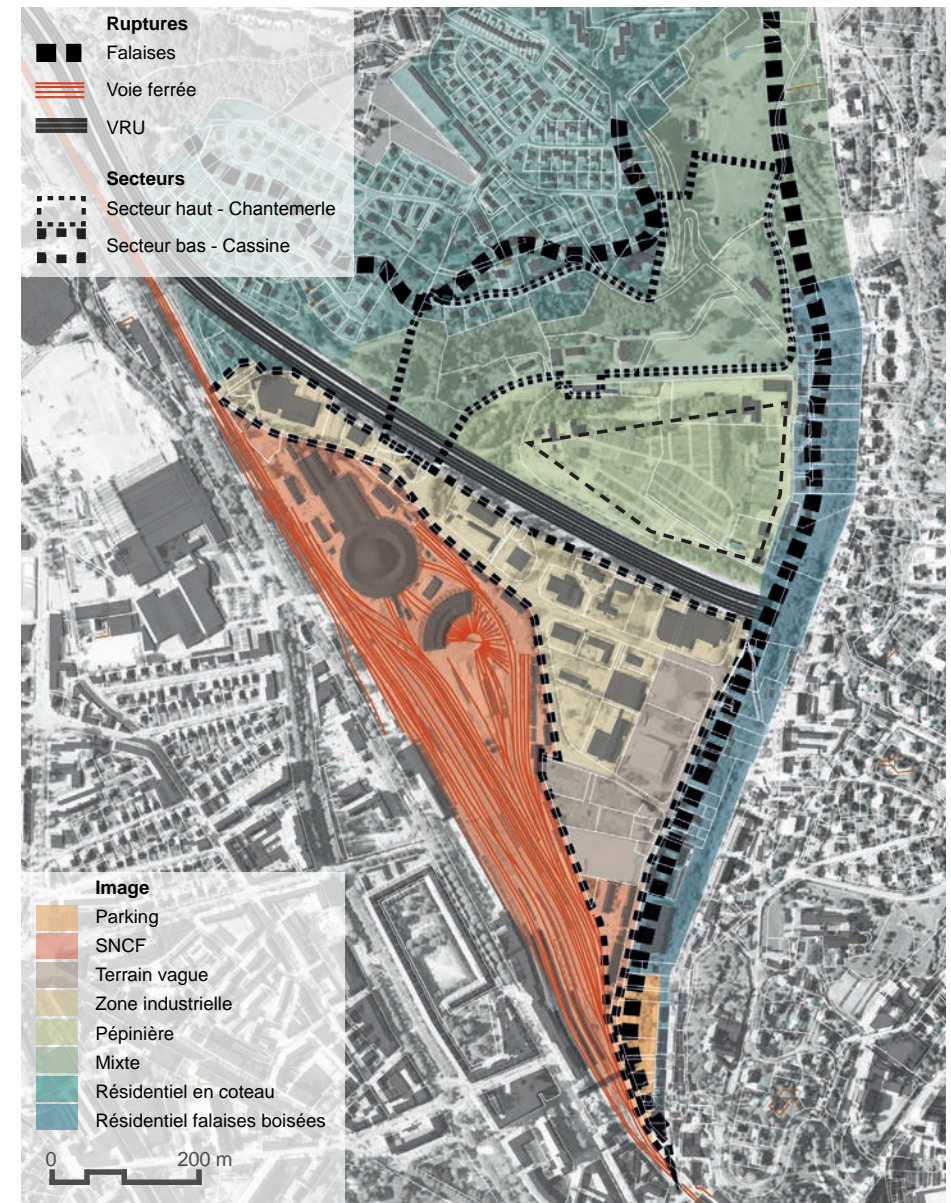 Ruptures
Falaises
Voie ferrée
VRU
Secteurs
Secteur haut - Chantemerle
Secteur bas - Cassine
Image
Parking
SNCF
Terrain vague
Zone industrielle
Pépinière
Mixte
Résidentiel en coteau
Résidentiel falaises boisées
0 200 m